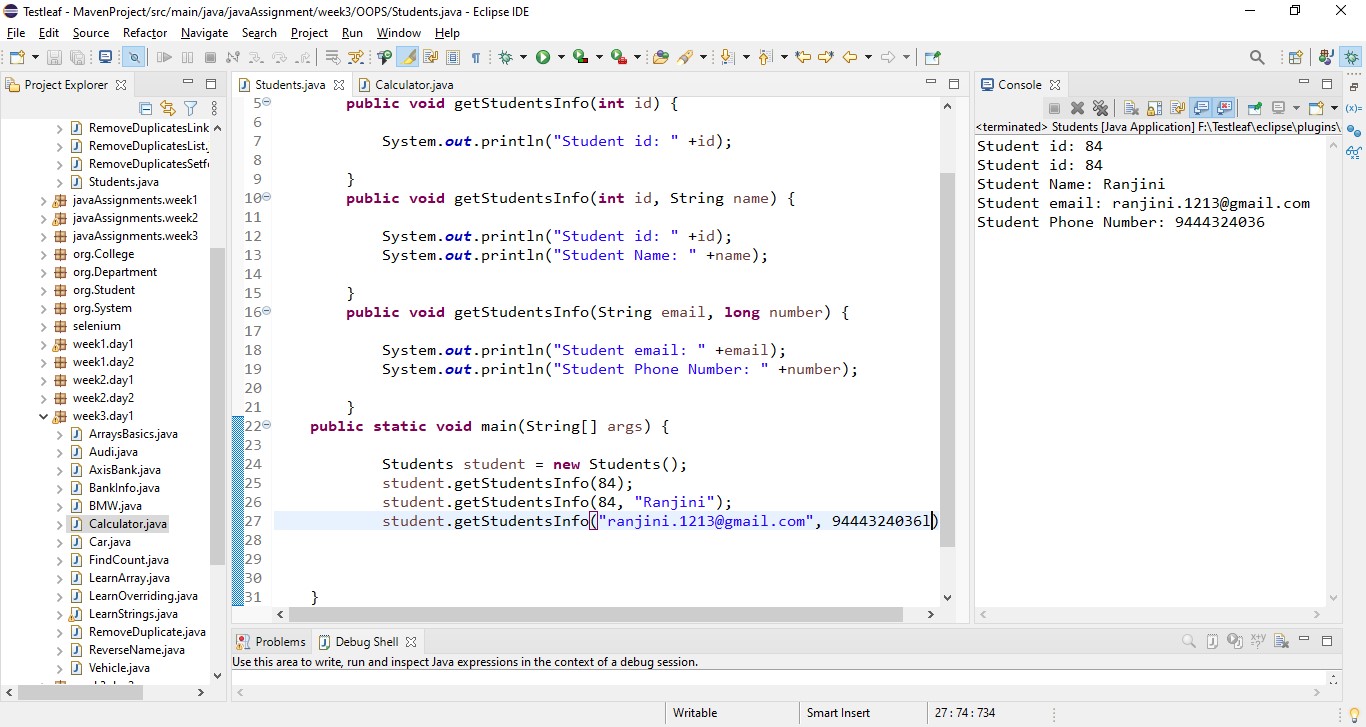 Testleaf - MavenProject/src/main/java/javaAssignment/week3/OOPS/Students.java - Eclipse IDE
File Edit Source Refactor Navigate Search Project Run Window Help
Project Explorer
RemoveDuplicatesLink
RemoveDuplicatesList.
RemoveDuplicatesSetf
Students.java
javaAssignments.week1
javaAssignments.week2
javaAssignments.week3
org.College
org.Department
org.Student
org.System
selenium
week1.day1
week1.day2
week2.day1
week2.day2
week3.day1
ArraysBasics.java
Audi.java
AxisBank.java
BankInfo.java
BMW.java
Calculator.java
Car.java
FindCount.java
LearnArray.java
LearnOverriding.java
LearnStrings.java
RemoveDuplicate.java
ReverseName.java
Vehicle.java
Students.java Calculator.java
5 public void getStudentsInfo(int id) {
6
7 System.out.println("Student id: " +id);
8
9 }
10 public void getStudentsInfo(int id, String name) {
11
12 System.out.println("Student id: " +id);
13 System.out.println("Student Name: " +name);
14
15 }
16 public void getStudentsInfo(String email, long number) {
17
18 System.out.println("Student email: " +email);
19 System.out.println("Student Phone Number: " +number);
20
21 }
22 public static void main(String[] args) {
23
24 Students student = new Students();
25 student.getStudentsInfo(84);
26 student.getStudentsInfo(84, "Ranjini");
27 student.getStudentsInfo("ranjini.1213@gmail.com", 9444324036l)
28
29
30
31 }
Console
<terminated> Students [Java Application] F:\Testleaf\eclipse\plugins\
Student id: 84
Student id: 84
Student Name: Ranjini
Student email: ranjini.1213@gmail.com
Student Phone Number: 9444324036
Problems Debug Shell
Use this area to write, run and inspect Java expressions in the context of a debug session.
Writable Smart Insert 27 : 74 : 734